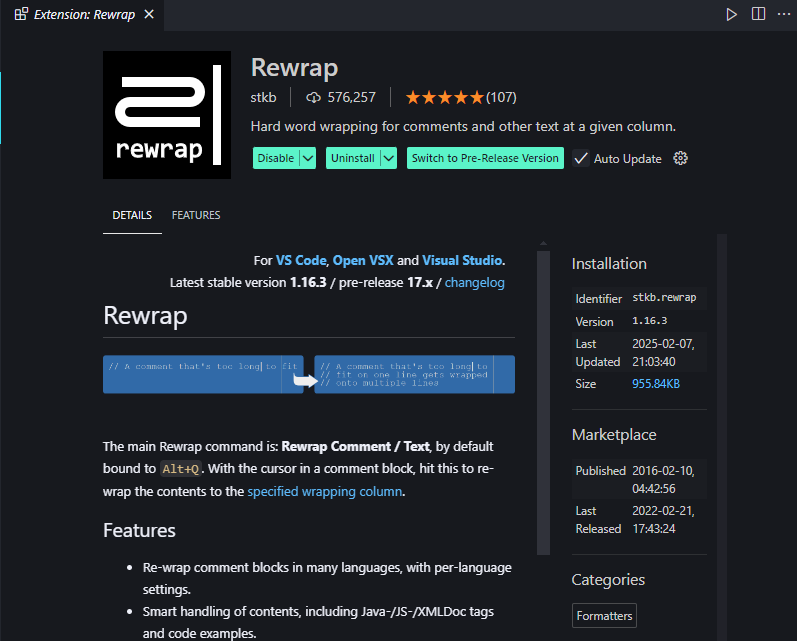 Extension: Rewrap
rewrap
Rewrap
stkb 576,257 (107)
Hard word wrapping for comments and other text at a given column.
Disable Uninstall Switch to Pre-Release Version Auto Update
DETAILS FEATURES
For VS Code, Open VSX and Visual Studio.
Latest stable version 1.16.3 / pre-release 17.x / changelog
Rewrap
// A comment that's too long to fit
// A comment that's too long to
// fit on one line gets wrapped
// onto multiple lines
The main Rewrap command is: Rewrap Comment / Text, by default
bound to Alt+Q. With the cursor in a comment block, hit this to re-
wrap the contents to the specified wrapping column.
Features
• Re-wrap comment blocks in many languages, with per-language
settings.
• Smart handling of contents, including Java-/JS-/XMLDoc tags
and code examples.
Installation
Identifier stkb.rewrap
Version 1.16.3
Last 2025-02-07,
Updated 21:03:40
Size 955.84KB
Marketplace
Published 2016-02-10,
04:42:56
Last 2022-02-21,
Released 17:43:24
Categories
Formatters